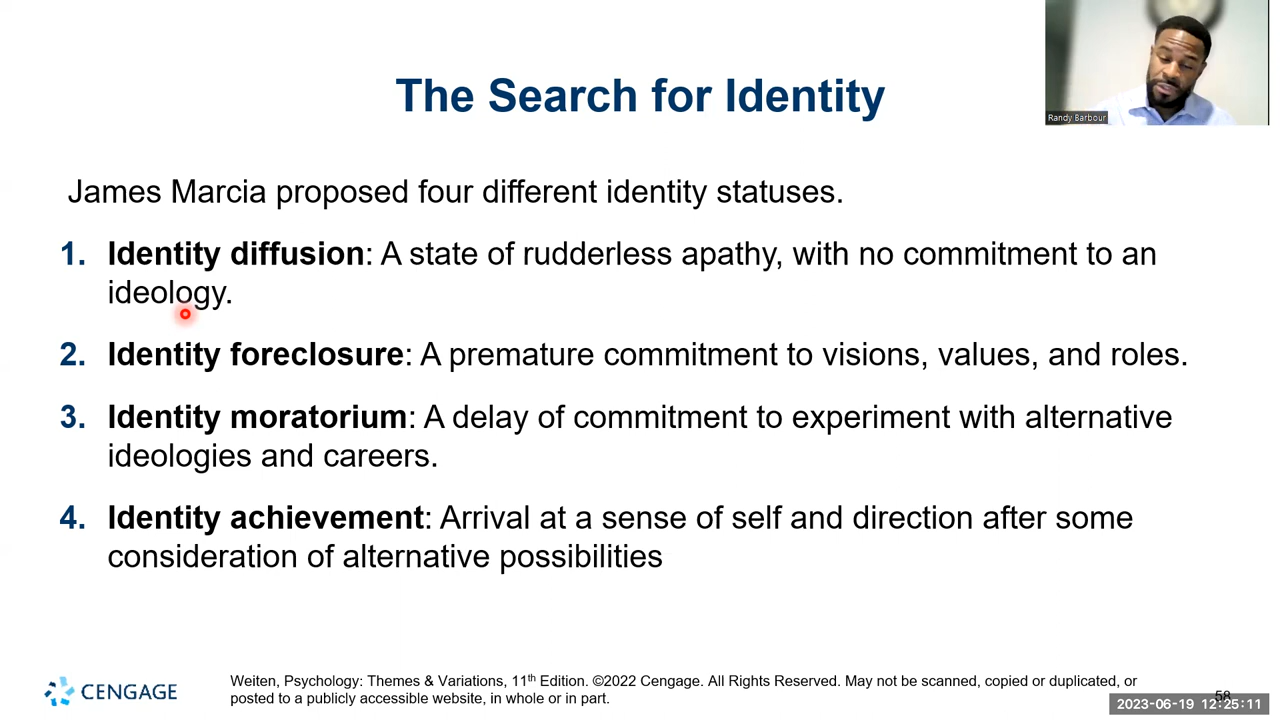 The Search for Identity
Randy Barbour
James Marcia proposed four different identity statuses.
1. Identity diffusion: A state of rudderless apathy, with no commitment to an
ideology.
2. Identity foreclosure: A premature commitment to visions, values, and roles.
3. Identity moratorium: A delay of commitment to experiment with alternative
ideologies and careers.
4. Identity achievement: Arrival at a sense of self and direction after some
consideration of alternative possibilities
CENGAGE
Weiten, Psychology: Themes & Variations, 11th Edition. ©2022 Cengage. All Rights Reserved. May not be scanned, copied or duplicated, or
posted to a publicly accessible website, in whole or in part.
58
2023-06-19 12:25:11